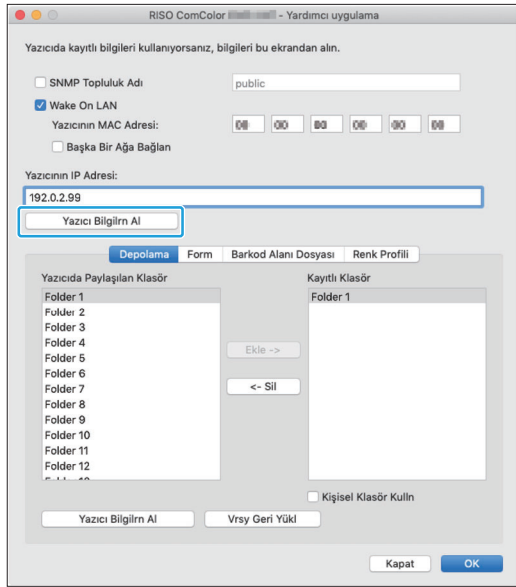 RISO ComColor - Yardımcı uygulama
Yazıcıda kayıtlı bilgileri kullanıyorsanız, bilgileri bu ekrandan alın.
SNMP Topluluk Adı
public
Wake On LAN
Yazıcının MAC Adresi:
Başka Bir Ağa Bağlan
Yazıcının IP Adresi:
192.0.2.99
Yazıcı Bilgilrn Al
Depolama Form Barkod Alanı Dosyası Renk Profili
Yazıcıda Paylaşılan Klasör Kayıtlı Klasör
Folder 1 Folder 1
Folder 2
Folder 3
Folder 4
Folder 5
Folder 6
Folder 7
Folder 8
Folder 9
Folder 10
Folder 11
Folder 12
Ekle ->
<- Sil
Kişisel Klasör Kulln
Yazıcı Bilgilrn Al Vrsy Geri Yükl
Kapat OK